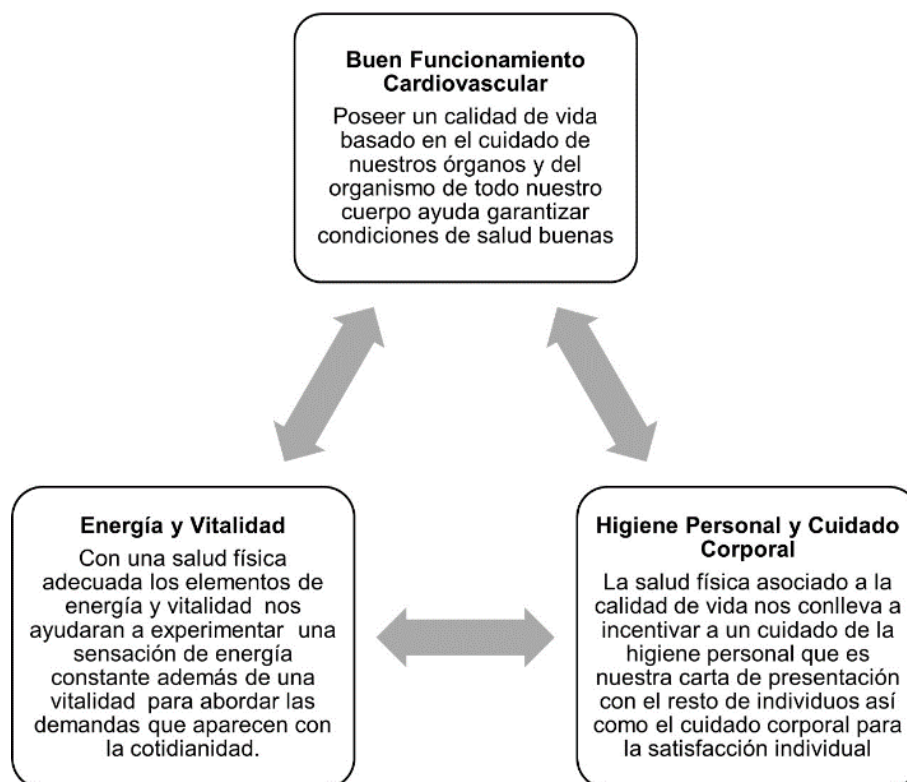 Buen Funcionamiento
Cardiovascular
Poseer un calidad de vida
basado en el cuidado de
nuestros órganos y del
organismo de todo nuestro
cuerpo ayuda garantizar
condiciones de salud buenas
Energía y Vitalidad
Con una salud física
adecuada los elementos de
energía y vitalidad nos
ayudaran a experimentar una
sensación de energía
constante además de una
vitalidad para abordar las
demandas que aparecen con
la cotidianidad.
Higiene Personal y Cuidado
Corporal
La salud física asociado a la
calidad de vida nos conlleva a
incentivar a un cuidado de la
higiene personal que es
nuestra carta de presentación
con el resto de individuos así
como el cuidado corporal para
la satisfacción individual